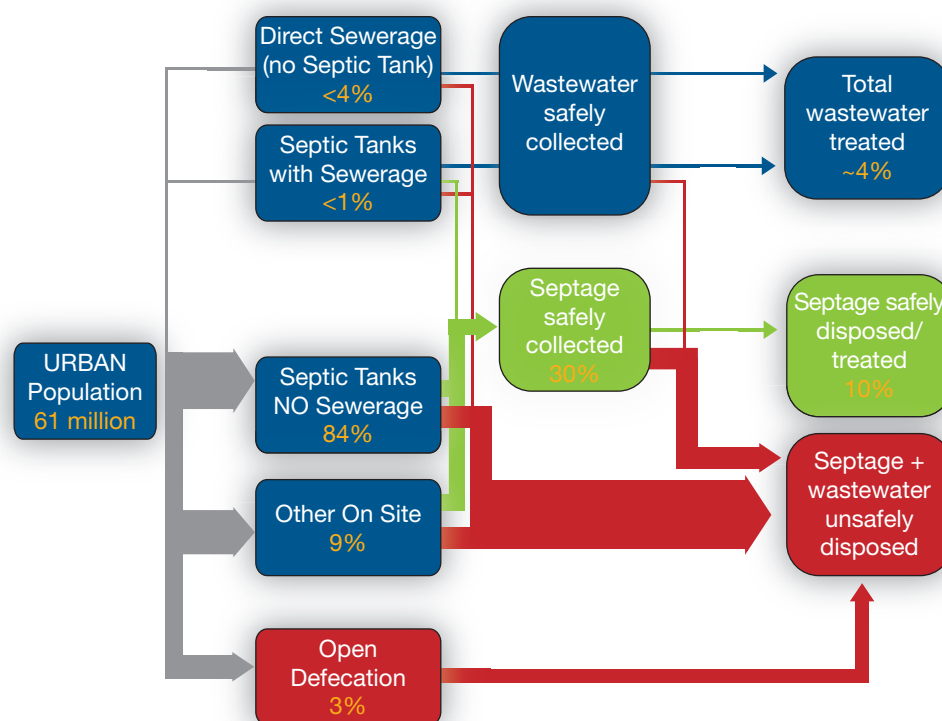 Direct Sewerage
(no Septic Tank)
<4%
Septic Tanks
with Sewerage
<1%
Wastewater
safely
collected
Total
wastewater
treated
~4%
URBAN
Population
61 million
Septic Tanks
NO Sewerage
84%
Septage
safely
collected
30%
Septage safely
disposed/
treated
10%
Other On Site
9%
Septage +
wastewater
unsafely
disposed
Open
Defecation
3%